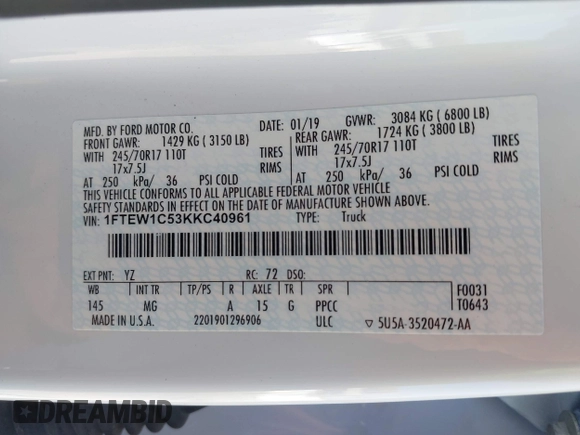 MFD. BY FORD MOTOR CO. DATE: 01/19 GVWR: 3084 KG ( 6800 LB)
FRONT GAWR: 1429 KG ( 3150 LB) REAR GAWR: 1724 KG ( 3800 LB)
WITH 245/70R17 110T TIRES WITH 245/70R17 110T TIRES
17x7.5J RIMS 17x7.5J RIMS
AT 250 kPa/ 36 PSI COLD AT 250 kPa/ 36 PSI COLD
THIS VEHICLE CONFORMS TO ALL APPLICABLE FEDERAL MOTOR VEHICLE
SAFETY STANDARDS IN EFFECT ON THE DATE OF MANUFACTURE SHOWN ABOVE.
VIN: 1FTEW1C53KKC40961 TYPE: Truck
EXT PNT: YZ RC: 72 DSO:
WB INT TR TP/PS R AXLE TR SPR F0031
145 MG A 15 G PPCC T0643
MADE IN U.S.A. 2201901296906 ULC ▽ 5U5A-3520472-AA
DREAMBID